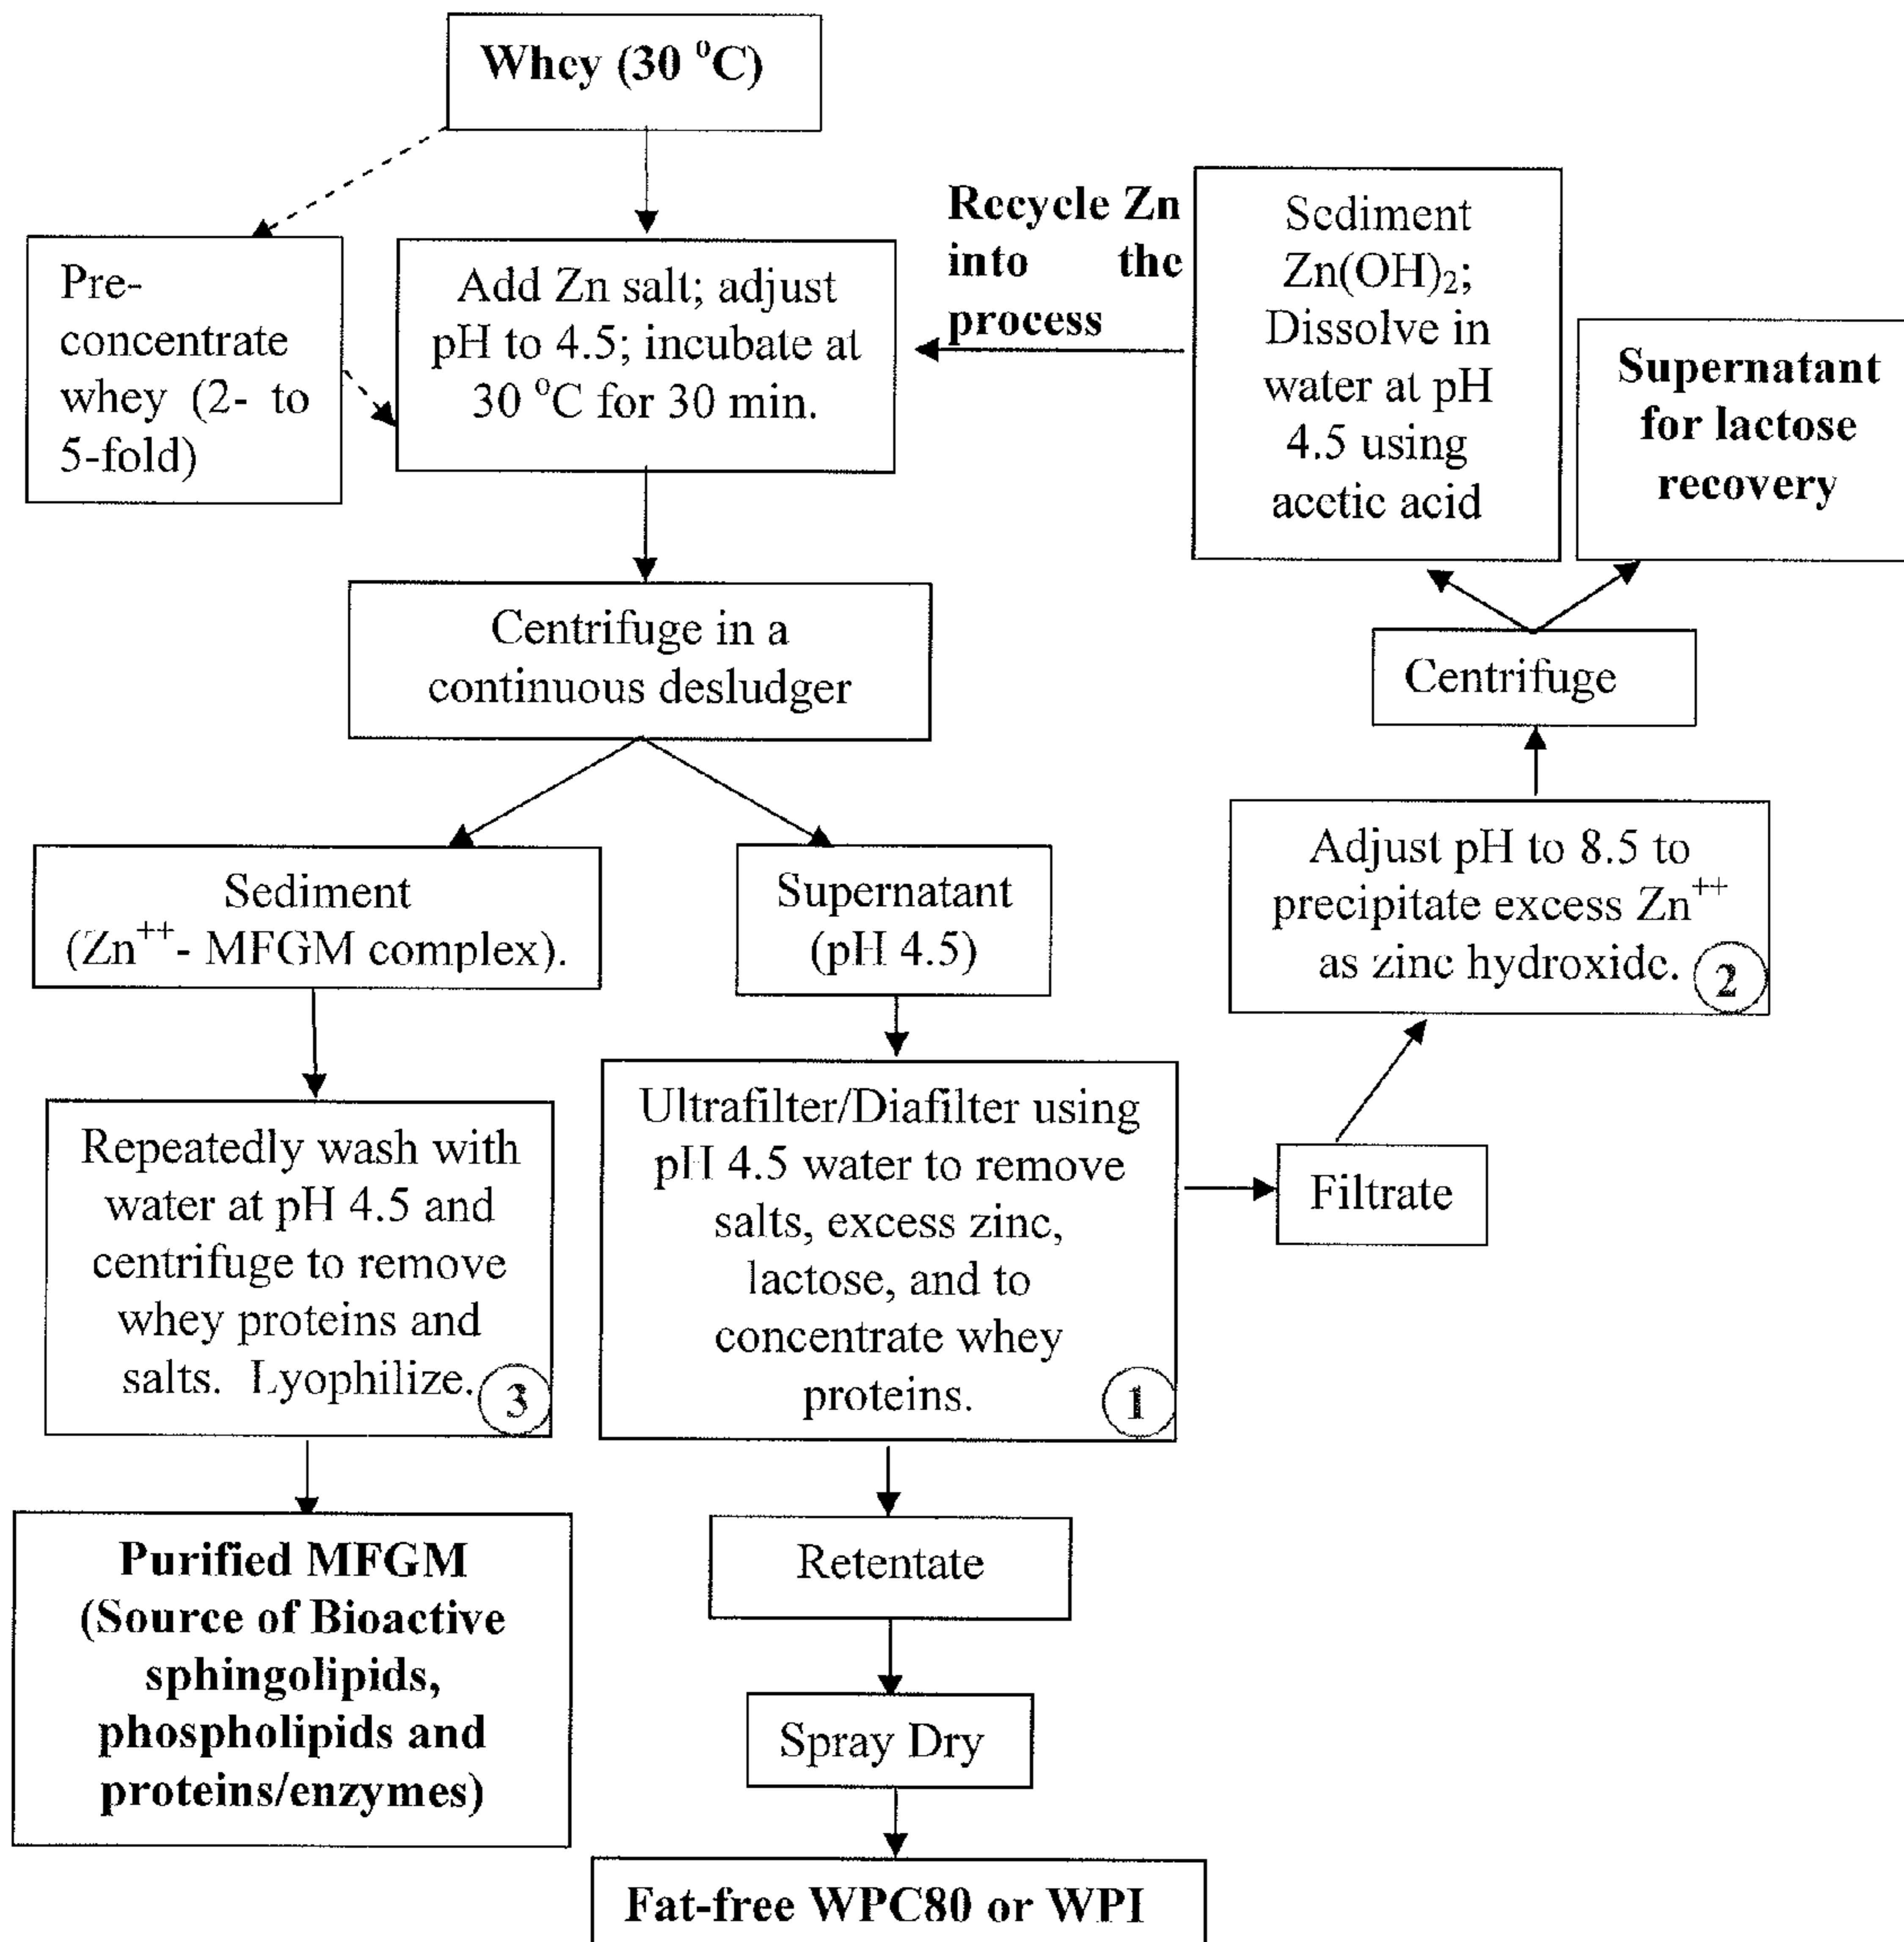 Whey (30 °C)
Pre-
concentrate
whey (2- to
5-fold)
Add Zn salt; adjust
pH to 4.5; incubate at
30 °C for 30 min.
Recycle Zn
into the
process
Sediment
Zn(OH)₂;
Dissolve in
water at pH
4.5 using
acetic acid
Supernatant
for lactose
recovery
Centrifuge in a
continuous desludger
Centrifuge
Sediment
(Zn⁺⁺- MFGM complex).
Supernatant
(pH 4.5)
Adjust pH to 8.5 to
precipitate excess Zn⁺⁺
as zinc hydroxide.
2
Repeatedly wash with
water at pH 4.5 and
centrifuge to remove
whey proteins and
salts. Lyophilize.
3
Ultrafilter/Diafilter using
pH 4.5 water to remove
salts, excess zinc,
lactose, and to
concentrate whey
proteins.
1
Filtrate
Purified MFGM
(Source of Bioactive
sphingolipids,
phospholipids and
proteins/enzymes)
Retentate
Spray Dry
Fat-free WPC80 or WPI